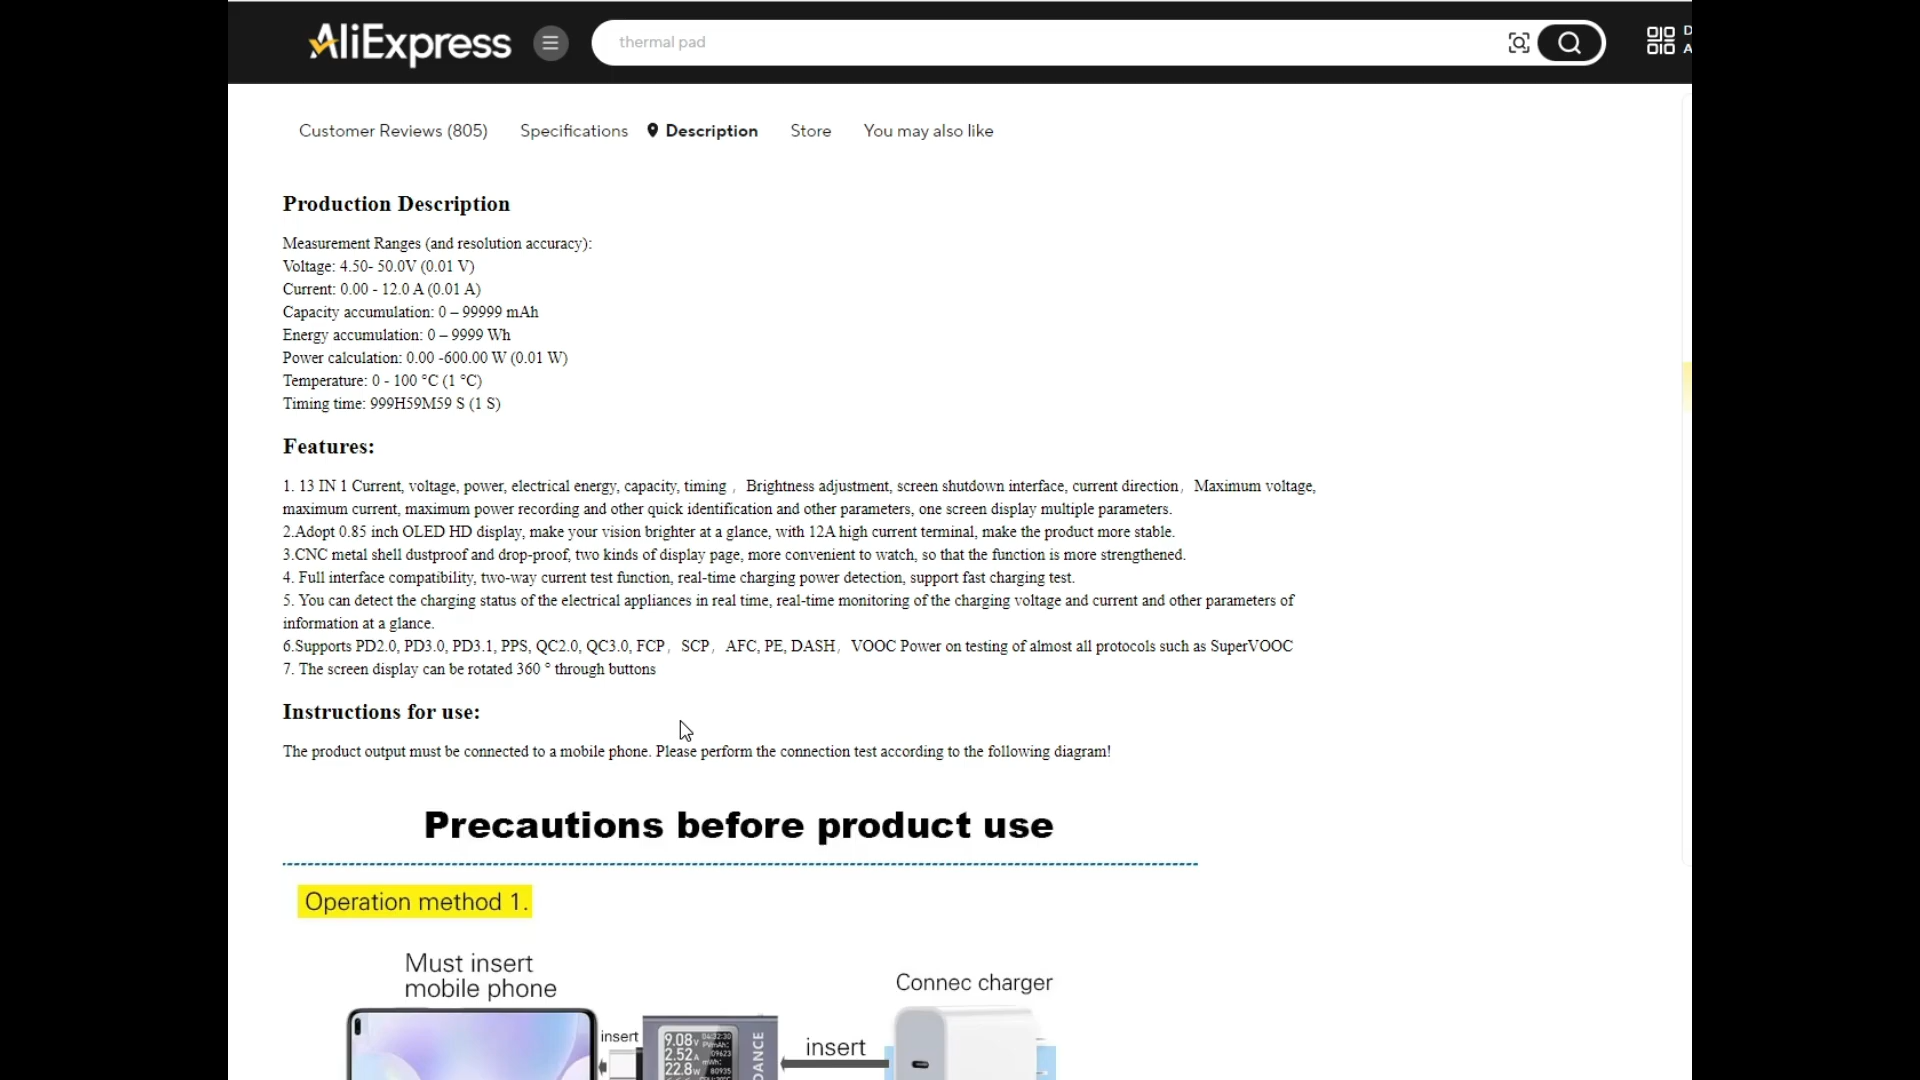 AliExpress
thermal pad
D
A
Customer Reviews (805) Specifications Description Store You may also like
Production Description
Measurement Ranges (and resolution accuracy):
Voltage: 4.50- 50.0V (0.01 V)
Current: 0.00 - 12.0 A (0.01 A)
Capacity accumulation: 0 – 99999 mAh
Energy accumulation: 0 – 9999 Wh
Power calculation: 0.00 -600.00 W (0.01 W)
Temperature: 0 - 100 °C (1 °C)
Timing time: 999H59M59 S (1 S)
Features:
1. 13 IN 1 Current, voltage, power, electrical energy, capacity, timing， Brightness adjustment, screen shutdown interface, current direction，Maximum voltage,
maximum current, maximum power recording and other quick identification and other parameters, one screen display multiple parameters.
2.Adopt 0.85 inch OLED HD display, make your vision brighter at a glance, with 12A high current terminal, make the product more stable.
3.CNC metal shell dustproof and drop-proof, two kinds of display page, more convenient to watch, so that the function is more strengthened.
4. Full interface compatibility, two-way current test function, real-time charging power detection, support fast charging test.
5. You can detect the charging status of the electrical appliances in real time, real-time monitoring of the charging voltage and current and other parameters of
information at a glance.
6.Supports PD2.0, PD3.0, PD3.1, PPS, QC2.0, QC3.0, FCP，SCP，AFC, PE, DASH，VOOC Power on testing of almost all protocols such as SuperVOOC
7. The screen display can be rotated 360 ° through buttons
Instructions for use:
The product output must be connected to a mobile phone. Please perform the connection test according to the following diagram!
Precautions before product use
Operation method 1.
Must insert
mobile phone
Connec charger
insert
insert
9.08V
2.52A
22.8W
04:32:30
09623
80935